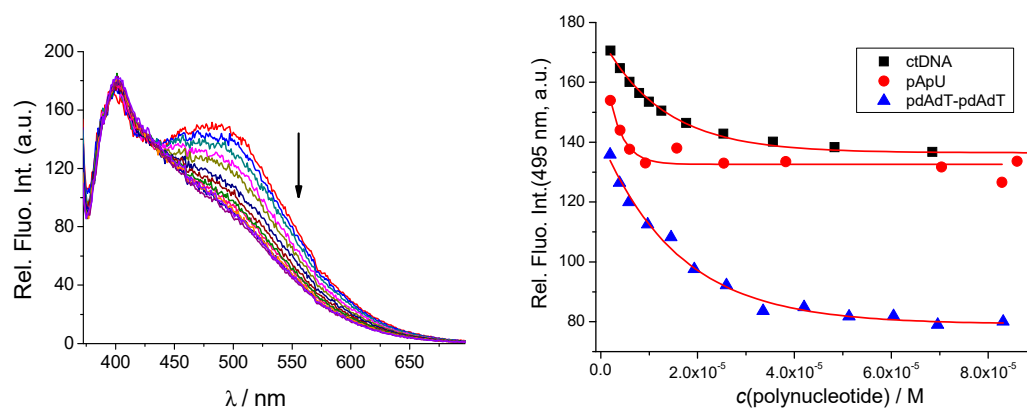 Rel. Fluo. Int. (a.u.)
200
160
120
80
40
0
400 450 500 550 600 650
λ / nm
Rel. Fluo. Int.(495 nm, a.u.)
180
160
140
120
100
80
ctDNA
pApU
pdAdT-pdAdT
0.0 2.0x10⁻⁵ 4.0x10⁻⁵ 6.0x10⁻⁵ 8.0x10⁻⁵
c(polynucleotide) / M